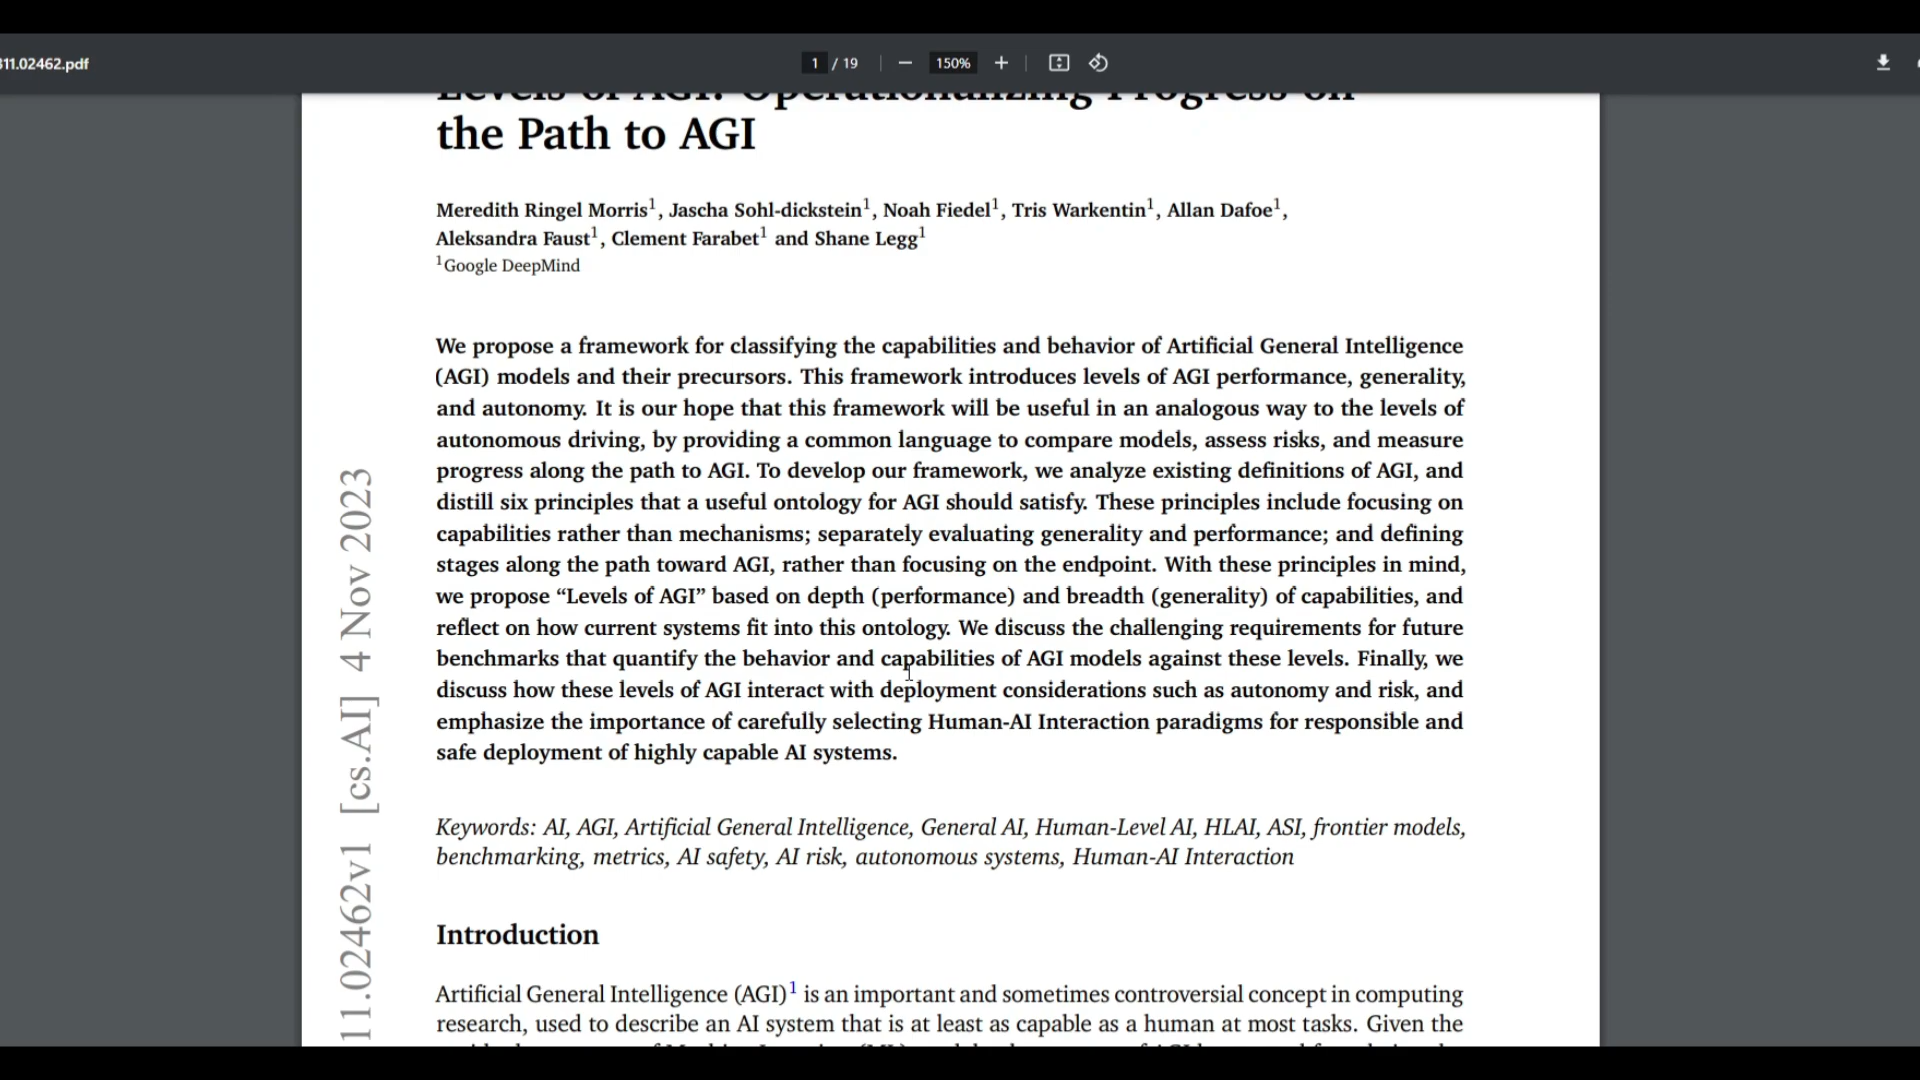 311.02462.pdf
1 / 19
150%
Levels of AGI: Operationalizing Progress on
the Path to AGI
Meredith Ringel Morris1, Jascha Sohl-dickstein1, Noah Fiedel1, Tris Warkentin1, Allan Dafoe1,
Aleksandra Faust1, Clement Farabet1 and Shane Legg1
1Google DeepMind
We propose a framework for classifying the capabilities and behavior of Artificial General Intelligence
(AGI) models and their precursors. This framework introduces levels of AGI performance, generality,
and autonomy. It is our hope that this framework will be useful in an analogous way to the levels of
autonomous driving, by providing a common language to compare models, assess risks, and measure
progress along the path to AGI. To develop our framework, we analyze existing definitions of AGI, and
distill six principles that a useful ontology for AGI should satisfy. These principles include focusing on
capabilities rather than mechanisms; separately evaluating generality and performance; and defining
stages along the path toward AGI, rather than focusing on the endpoint. With these principles in mind,
we propose “Levels of AGI” based on depth (performance) and breadth (generality) of capabilities, and
reflect on how current systems fit into this ontology. We discuss the challenging requirements for future
benchmarks that quantify the behavior and capabilities of AGI models against these levels. Finally, we
discuss how these levels of AGI interact with deployment considerations such as autonomy and risk, and
emphasize the importance of carefully selecting Human-AI Interaction paradigms for responsible and
safe deployment of highly capable AI systems.
Keywords: AI, AGI, Artificial General Intelligence, General AI, Human-Level AI, HLAI, ASI, frontier models,
benchmarking, metrics, AI safety, AI risk, autonomous systems, Human-AI Interaction
Introduction
Artificial General Intelligence (AGI)1 is an important and sometimes controversial concept in computing
research, used to describe an AI system that is at least as capable as a human at most tasks. Given the
11.02462v1 [cs.AI] 4 Nov 2023